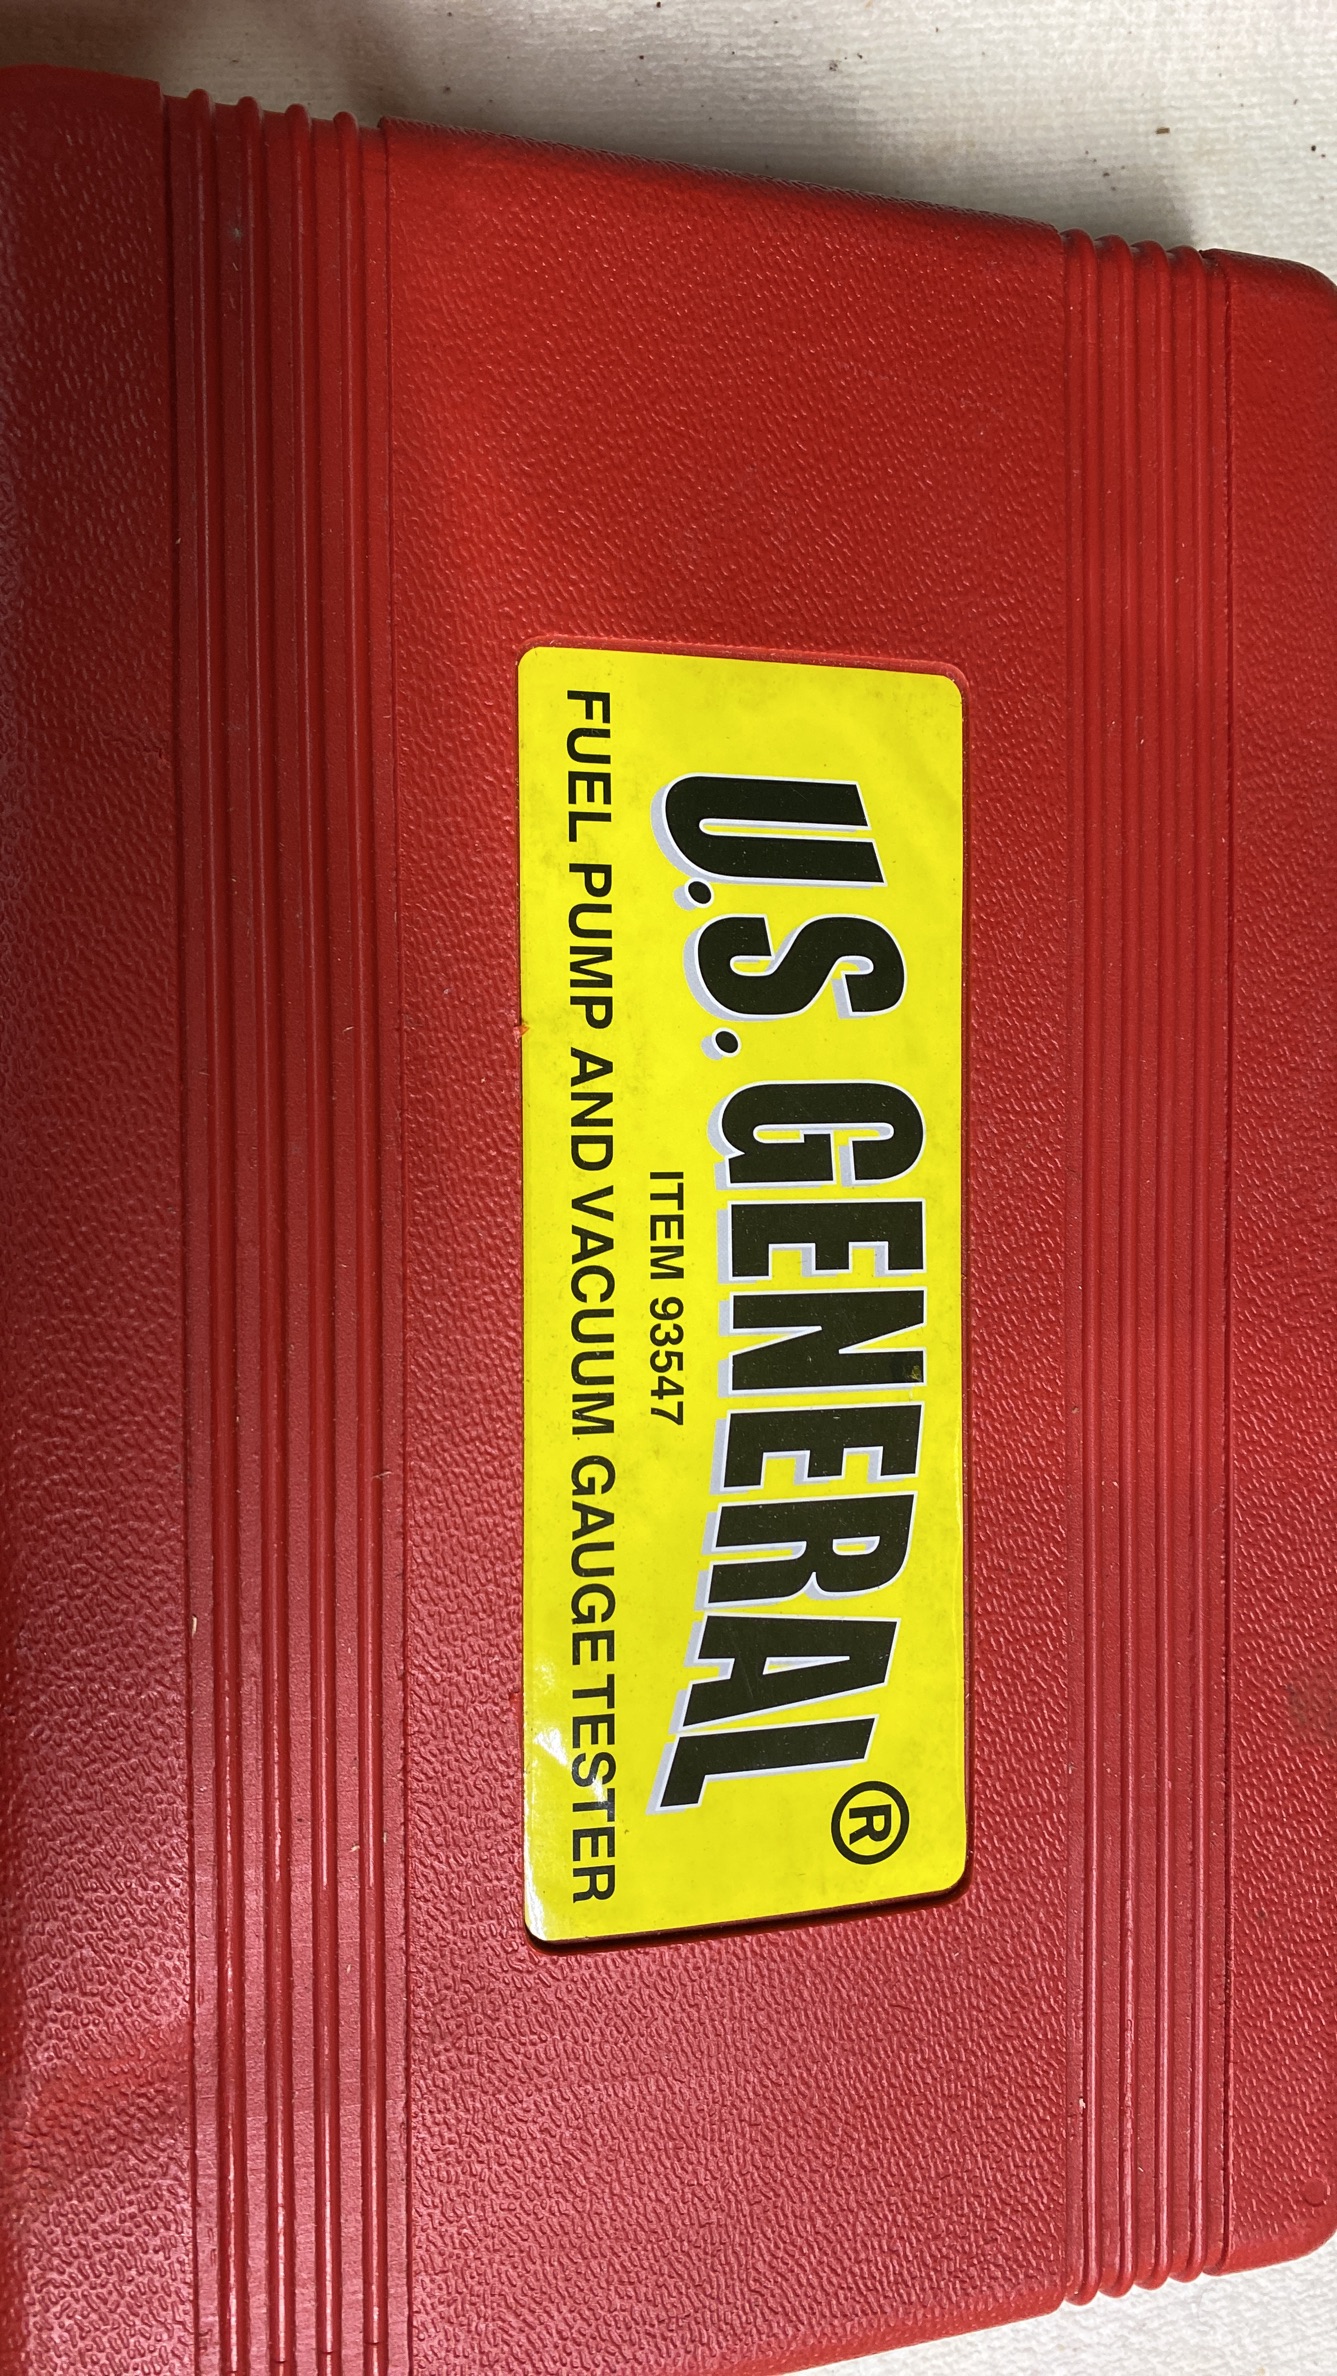 U.S. GENERAL®
ITEM 93547
FUEL PUMP AND VACUUM GAUGE TESTER